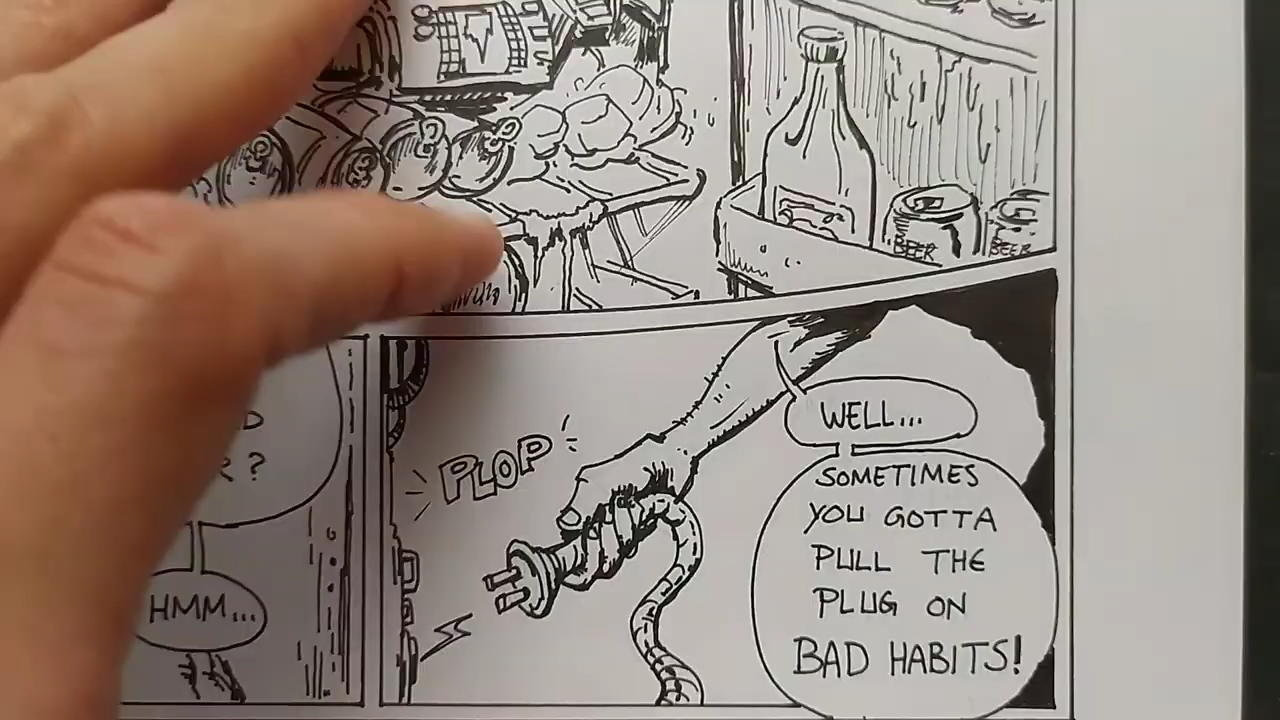 BEER
BEER
R?
HMM...
PLOP
WELL...
SOMETIMES
YOU GOTTA
PULL THE
PLUG ON
BAD HABITS!